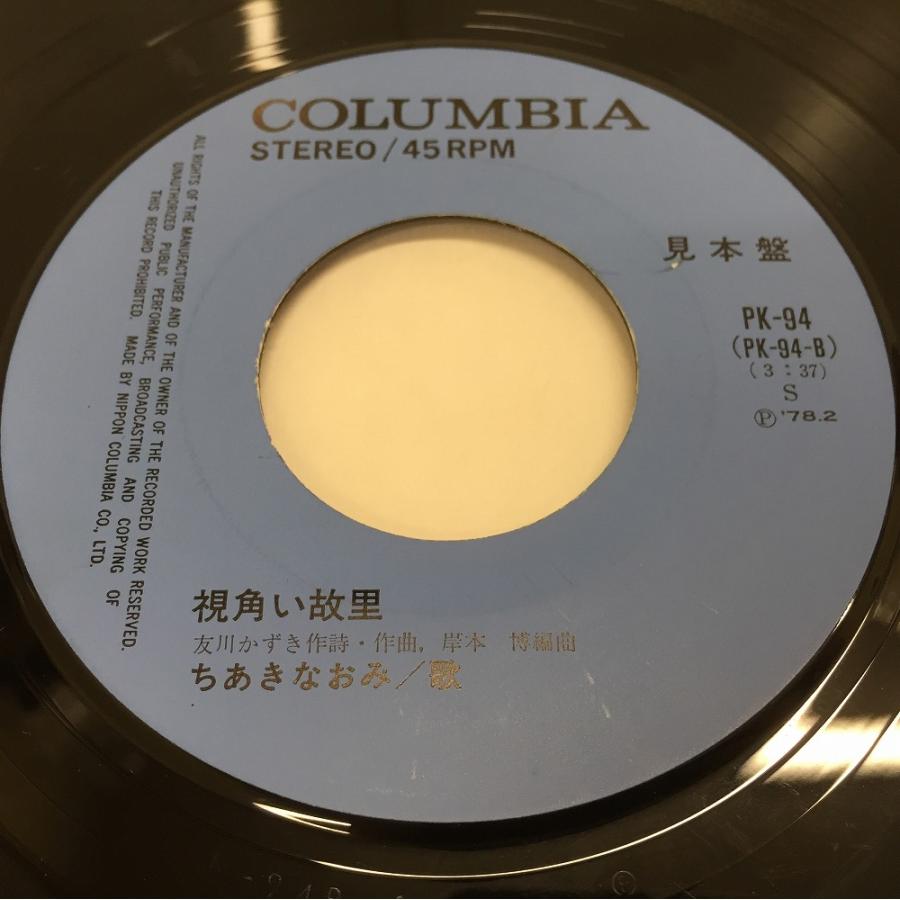 COLUMBIA
STEREO/45 RPM
見本盤
PK-94
(PK-94-B)
(3:37)
S
Ⓟ '78.2
ALL RIGHTS OF THE MANUFACTURER AND OF THE OWNER OF THE RECORDED WORK RESERVED.
UNAUTHORIZED PUBLIC PERFORMANCE, BROADCASTING AND COPYING OF
THIS RECORD PROHIBITED. MADE BY NIPPON COLUMBIA CO., LTD.
視角い故里
友川かずき作詩・作曲, 岸本 博編曲
ちあきなおみ/歌